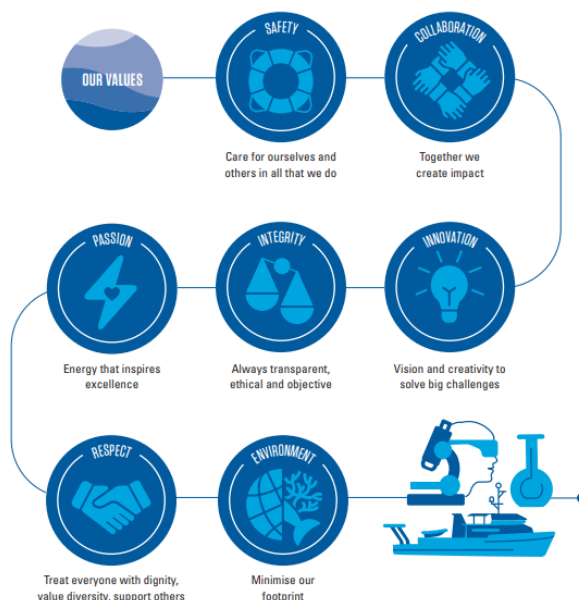 OUR VALUES
SAFETY
Care for ourselves and
others in all that we do
COLLABORATION
Together we
create impact
INNOVATION
Vision and creativity to
solve big challenges
INTEGRITY
Always transparent,
ethical and objective
PASSION
Energy that inspires
excellence
RESPECT
Treat everyone with dignity,
value diversity, support others
ENVIRONMENT
Minimise our
footprint